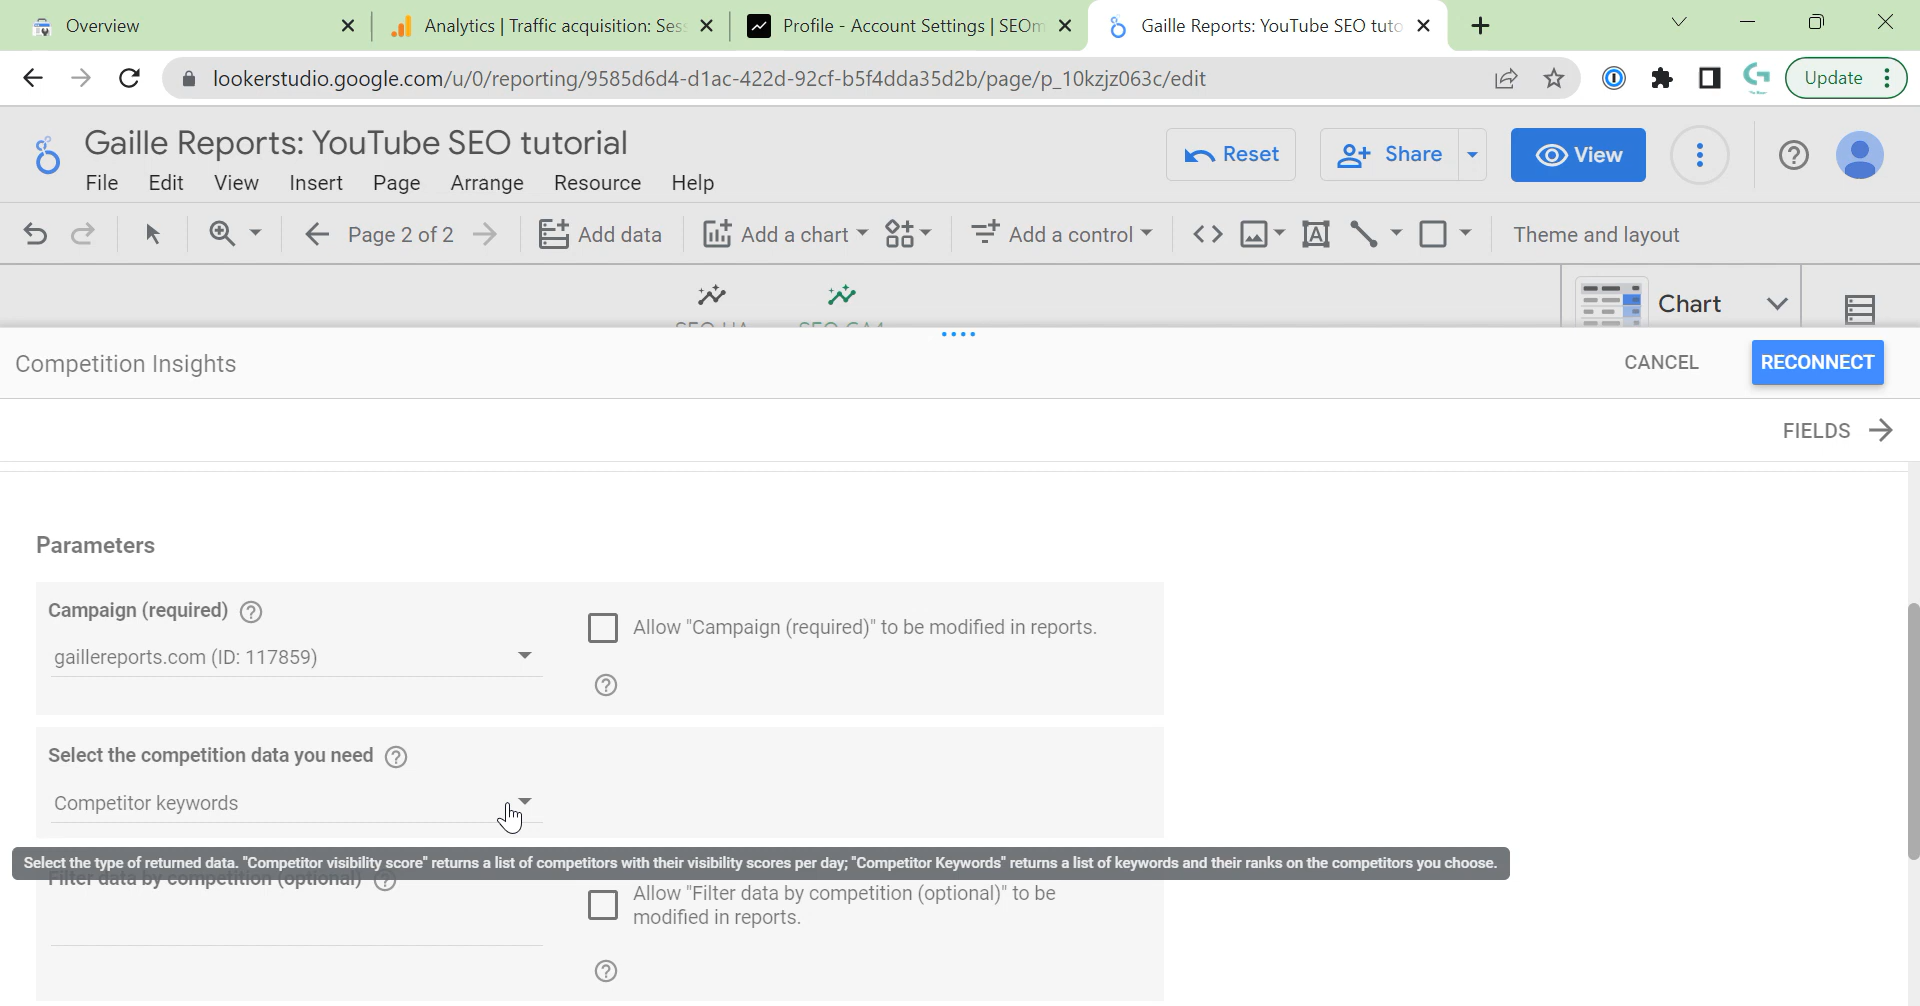 Overview
Analytics | Traffic acquisition: Ses
Profile - Account Settings | SEOm
Gaille Reports: YouTube SEO tuto
lookerstudio.google.com/u/0/reporting/9585d6d4-d1ac-422d-92cf-b5f4dda35d2b/page/p_10kzjz063c/edit
Update
Gaille Reports: YouTube SEO tutorial
Reset
Share
View
File Edit View Insert Page Arrange Resource Help
Page 2 of 2
Add data
Add a chart
Add a control
Theme and layout
Chart
Competition Insights
CANCEL
RECONNECT
FIELDS
Parameters
Campaign (required)
Allow "Campaign (required)" to be modified in reports.
gaillereports.com (ID: 117859)
Select the competition data you need
Competitor keywords
Select the type of returned data. "Competitor visibility score" returns a list of competitors with their visibility scores per day; "Competitor Keywords" returns a list of keywords and their ranks on the competitors you choose.
Filter data by competition (optional)
Allow "Filter data by competition (optional)" to be
modified in reports.